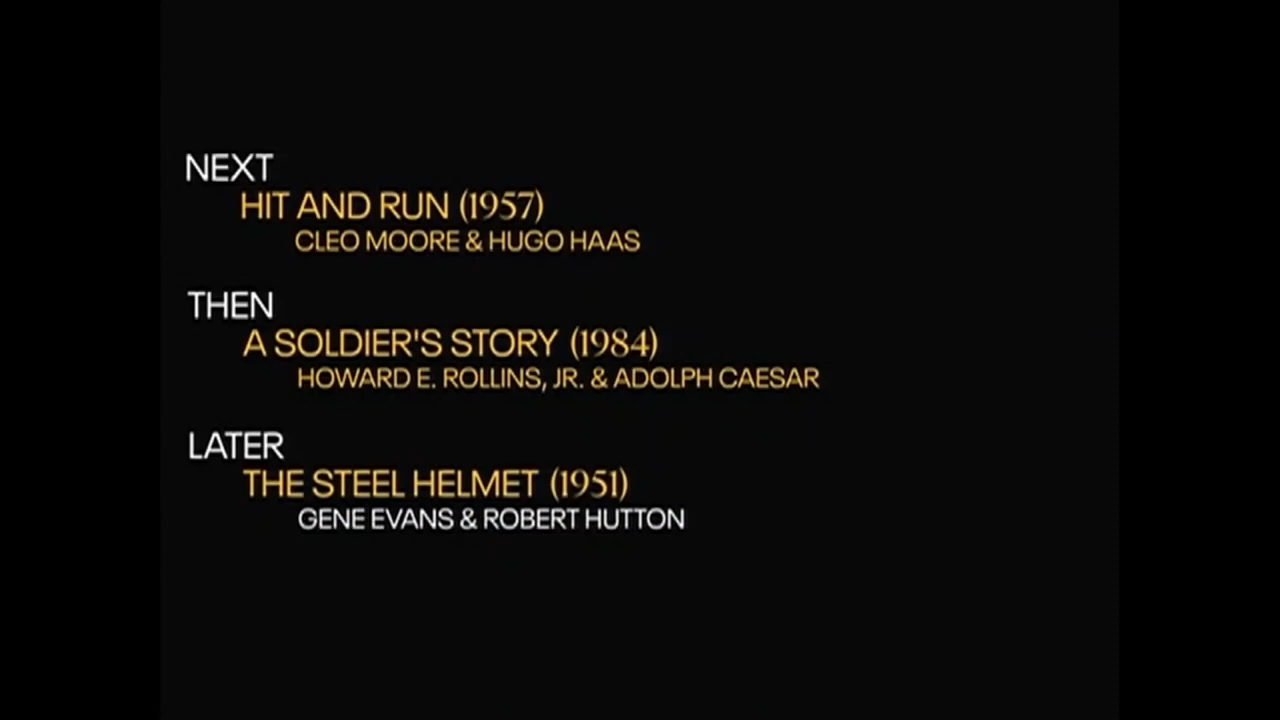 NEXT
HIT AND RUN (1957)
CLEO MOORE & HUGO HAAS
THEN
A SOLDIER'S STORY (1984)
HOWARD E. ROLLINS, JR. & ADOLPH CAESAR
LATER
THE STEEL HELMET (1951)
GENE EVANS & ROBERT HUTTON